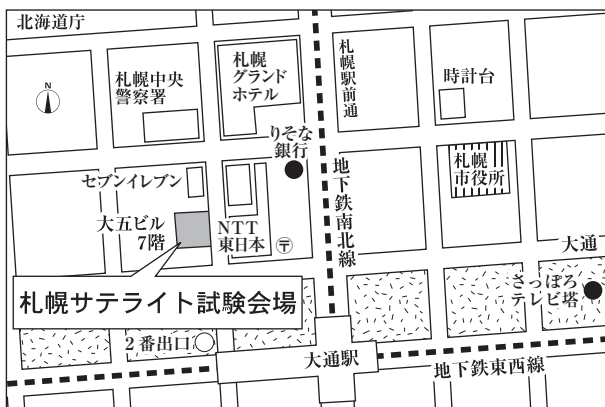 北海道庁
N
札幌中央
警察署
札幌
グランド
ホテル
札幌駅前通
時計台
りそな
銀行
札幌
市役所
セブンイレブン
地下鉄南北線
大五ビル
7階
NTT
東日本
〒
大通
札幌サテライト試験会場
さっぽろ
テレビ塔
2番出口
大通駅
地下鉄東西線